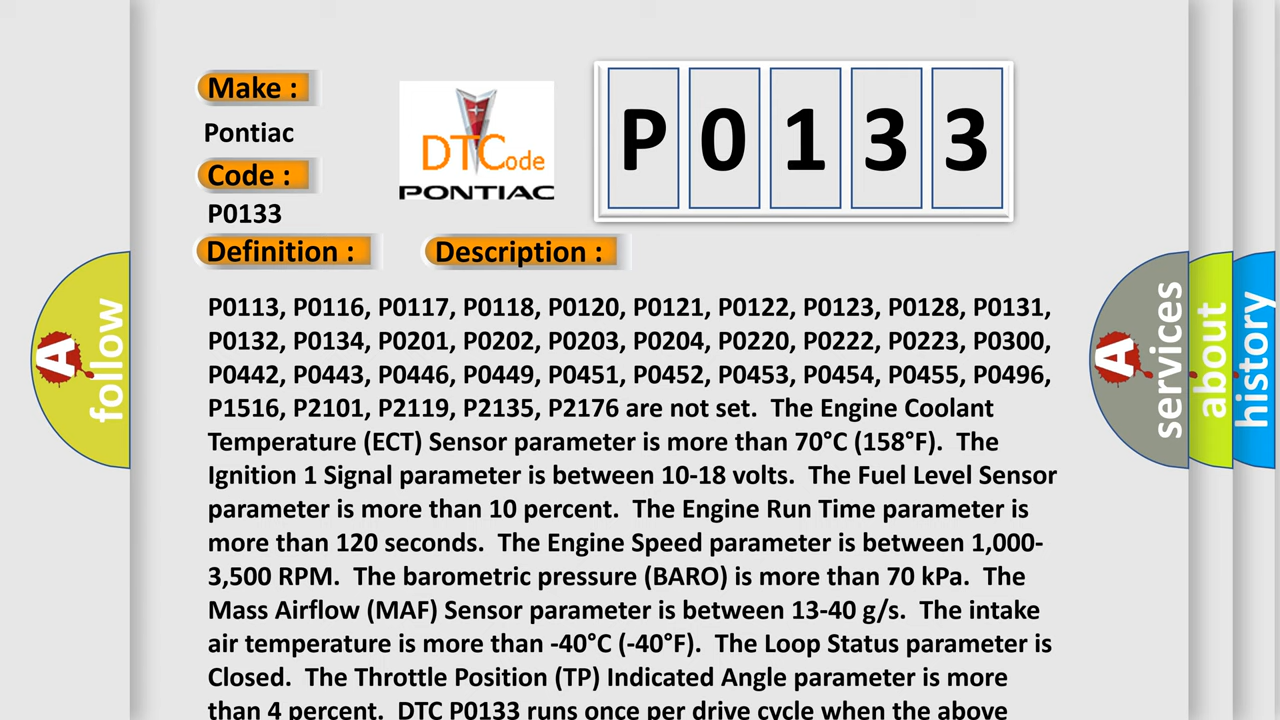 Make :
Pontiac
Code :
P0133
Definition :
Description :
DTCode
PONTIAC
P0133
P0113, P0116, P0117, P0118, P0120, P0121, P0122, P0123, P0128, P0131,
P0132, P0134, P0201, P0202, P0203, P0204, P0220, P0222, P0223, P0300,
P0442, P0443, P0446, P0449, P0451, P0452, P0453, P0454, P0455, P0496,
P1516, P2101, P2119, P2135, P2176 are not set.  The Engine Coolant
Temperature (ECT) Sensor parameter is more than 70°C (158°F).  The
Ignition 1 Signal parameter is between 10-18 volts.  The Fuel Level Sensor
parameter is more than 10 percent.  The Engine Run Time parameter is
more than 120 seconds.  The Engine Speed parameter is between 1,000-
3,500 RPM.  The barometric pressure (BARO) is more than 70 kPa.  The
Mass Airflow (MAF) Sensor parameter is between 13-40 g/s.  The intake
air temperature is more than -40°C (-40°F).  The Loop Status parameter is
Closed.  The Throttle Position (TP) Indicated Angle parameter is more
than 4 percent.  DTC P0133 runs once per drive cycle when the above
A follow
A services
about
history